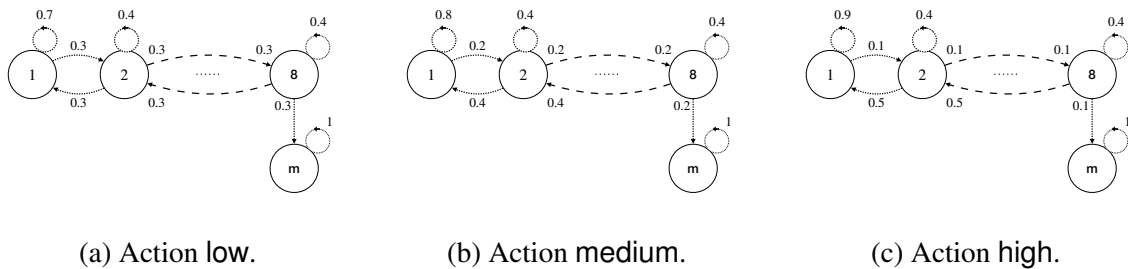 0.7 0.4 0.4
0.3 0.3 0.3
1 2 ...... 8
0.3 0.3 0.3
1
m
0.8 0.4 0.4
0.2 0.2 0.2
1 2 ...... 8
0.4 0.4 0.2
1
m
0.9 0.4 0.4
0.1 0.1 0.1
1 2 ...... 8
0.5 0.5 0.1
1
m
(a) Action low.
(b) Action medium.
(c) Action high.